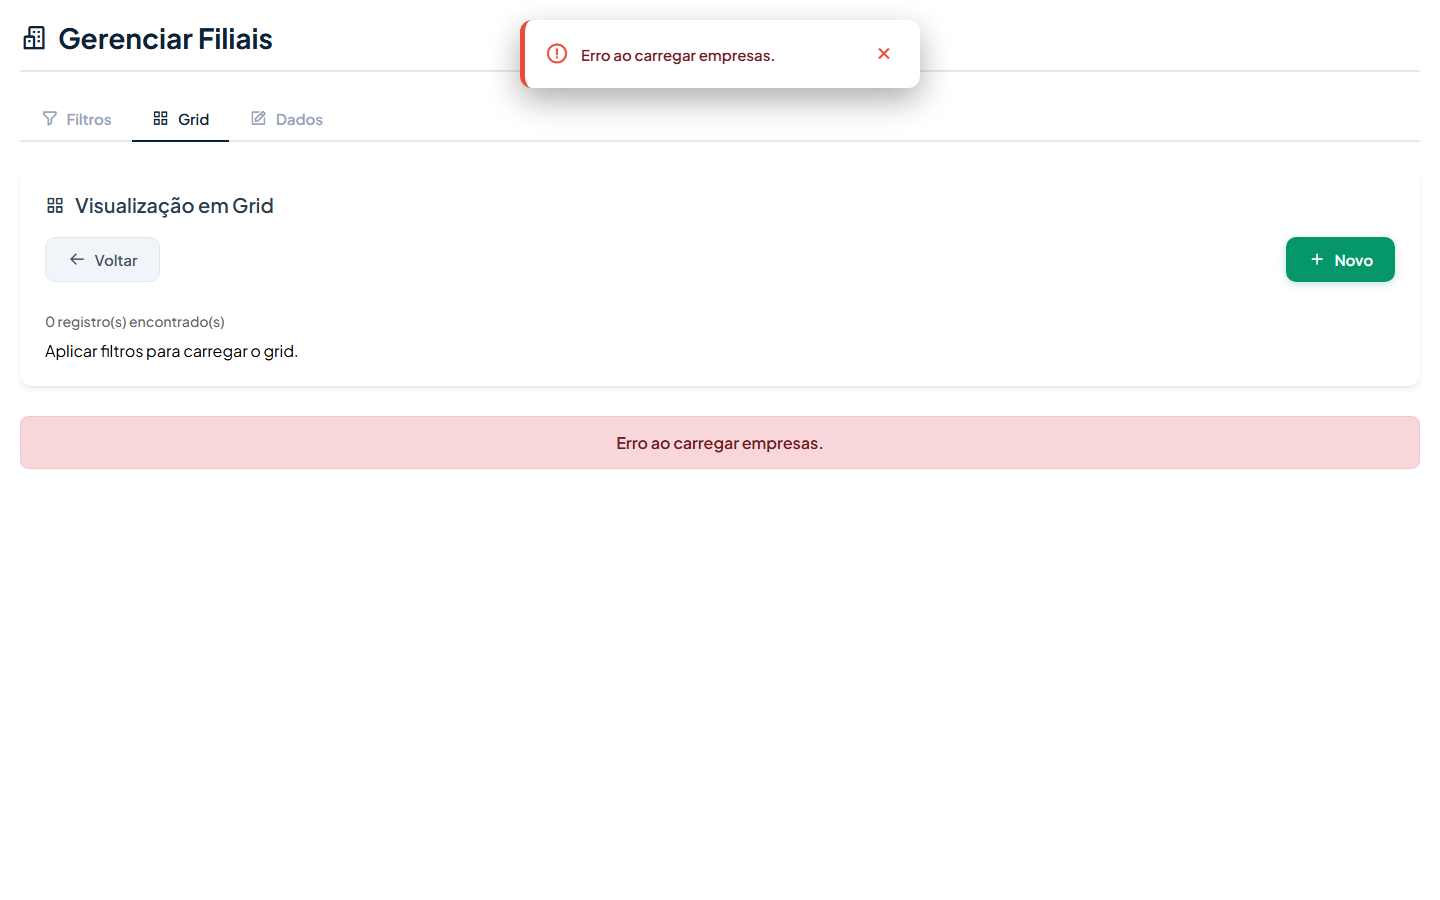 Gerenciar Filiais
Erro ao carregar empresas.
Filtros
Grid
Dados
Visualização em Grid
Voltar
Novo
0 registro(s) encontrado(s)
Aplicar filtros para carregar o grid.
Erro ao carregar empresas.